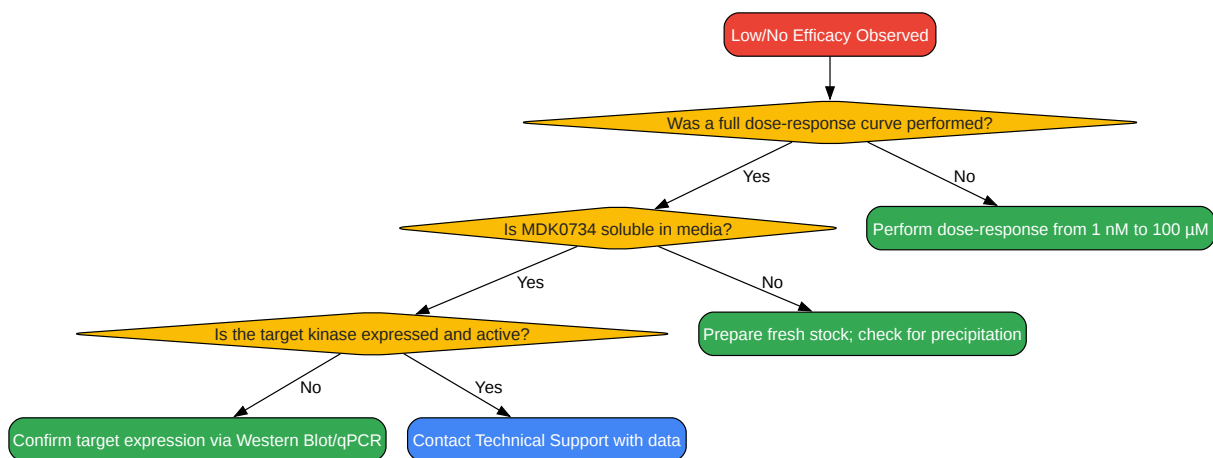 Low/No Efficacy Observed
Was a full dose-response curve performed?
Yes
No
Is MDK0734 soluble in media?
Perform dose-response from 1 nM to 100 µM
Yes
No
Is the target kinase expressed and active?
Prepare fresh stock; check for precipitation
No
Yes
Confirm target expression via Western Blot/qPCR
Contact Technical Support with data